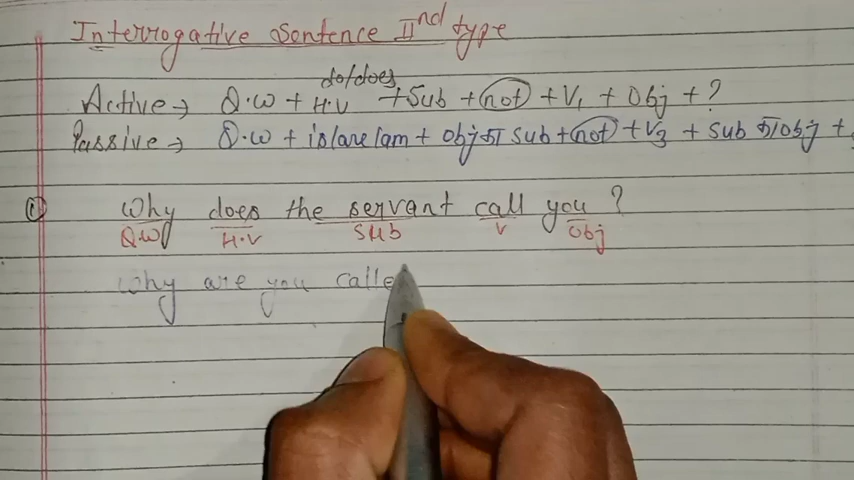 Interrogative Sentence IInd type
do/does
Active → Q.W + H.V + Sub + not + V1 + Obj + ?
Passive → Q.W + is/are/am + Obj का Sub + not + V3 + Sub का Obj +
① Why does the servant call you ?
Q.W H.V Sub V Obj
Why are you calle